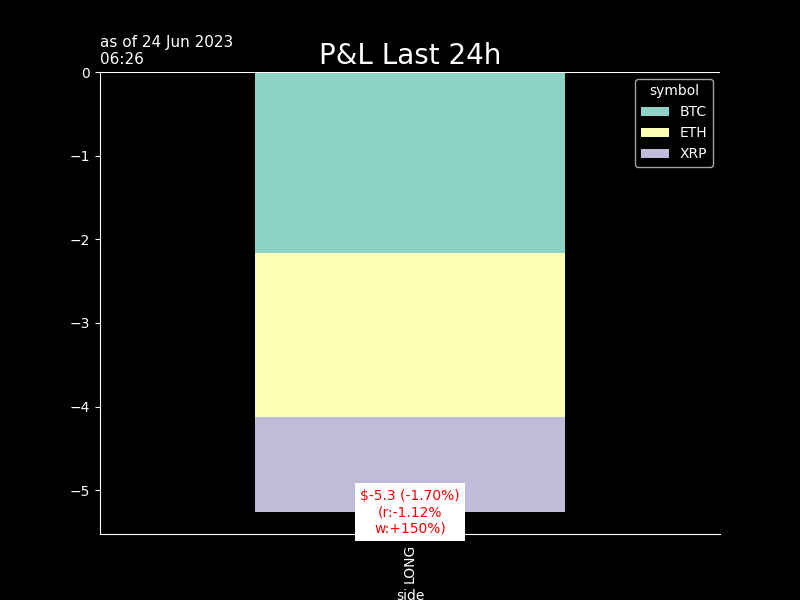 as of 24 Jun 2023
06:26
P&L Last 24h
0
symbol
BTC
ETH
XRP
−1
−2
−3
−4
−5
$-5.3 (-1.70%)
(r:-1.12%
w:+150%)
LONG
side